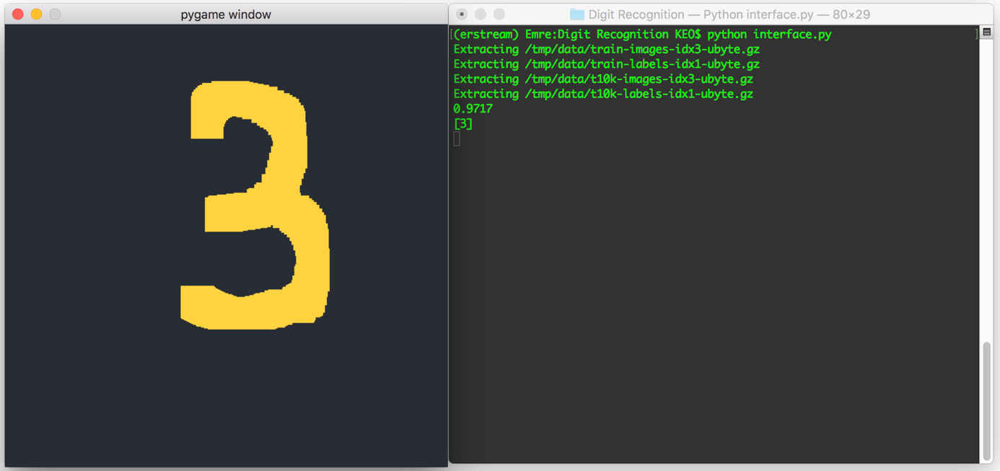 pygame window
3
Digit Recognition — Python interface.py — 80×29
[(erstream) Emre:Digit Recognition KEO$ python interface.py ]
Extracting /tmp/data/train-images-idx3-ubyte.gz
Extracting /tmp/data/train-labels-idx1-ubyte.gz
Extracting /tmp/data/t10k-images-idx3-ubyte.gz
Extracting /tmp/data/t10k-labels-idx1-ubyte.gz
0.9717
[3]